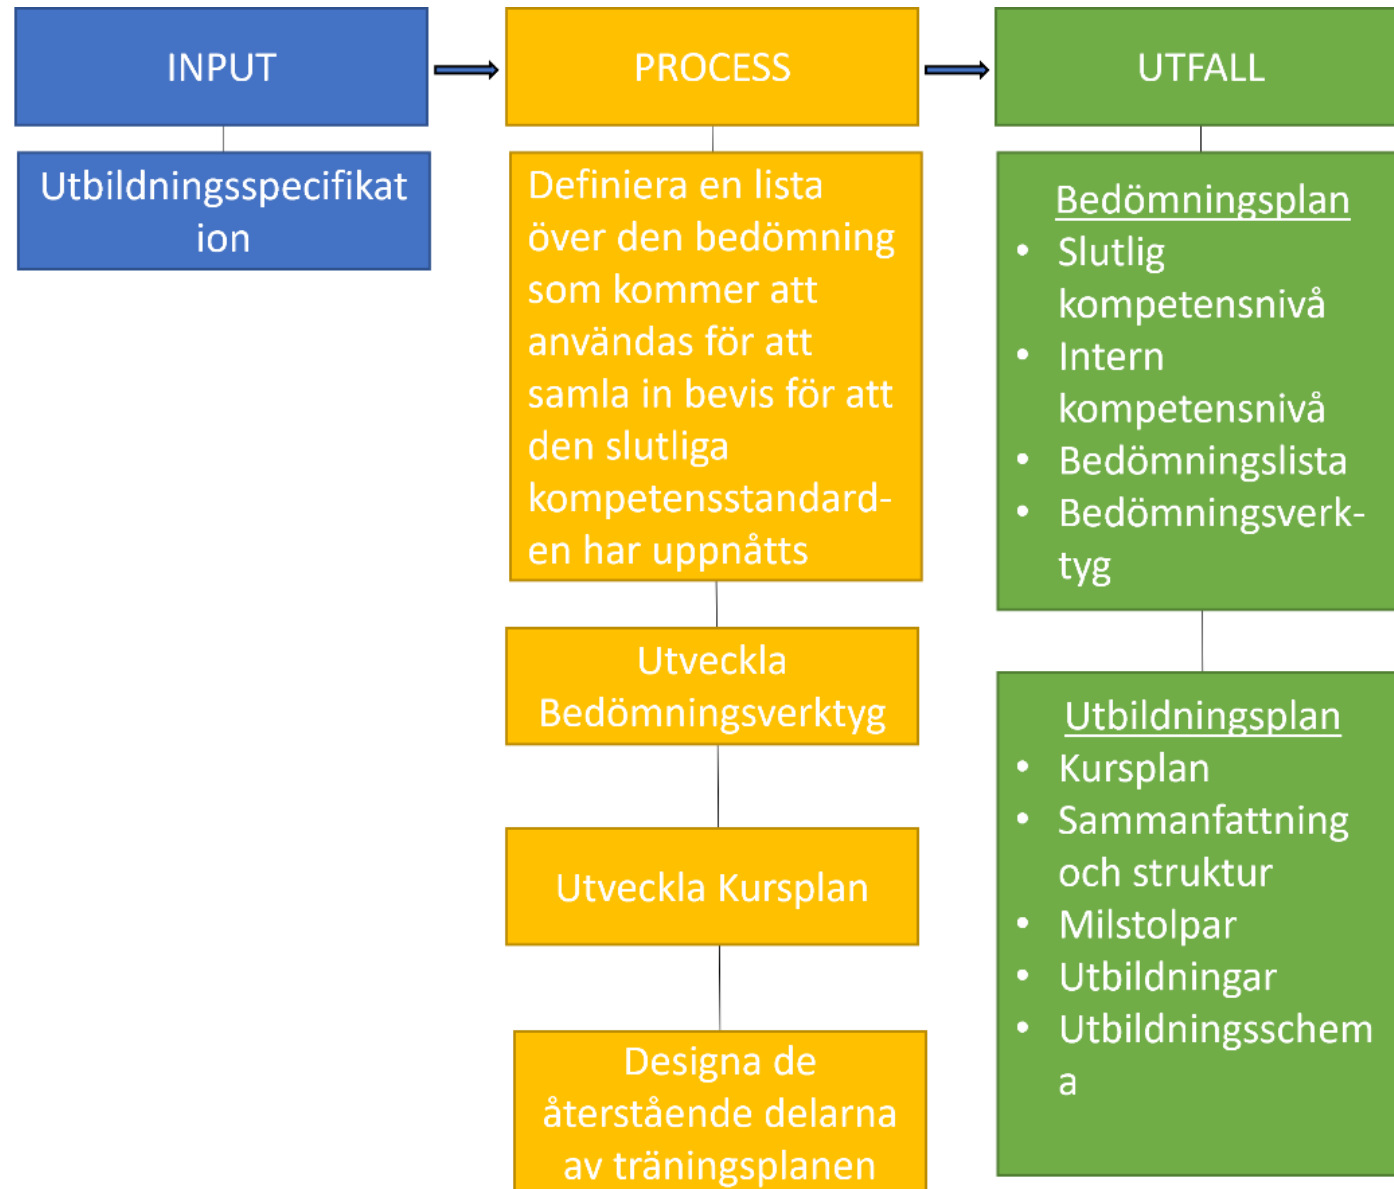 INPUT
PROCESS
UTFALL
Utbildningsspecifikat
ion
Definiera en lista
över den bedömning
som kommer att
användas för att
samla in bevis för att
den slutliga
kompetensstandard-
en har uppnåtts
Utveckla
Bedömningsverktyg
Utveckla Kursplan
Designa de
återstående delarna
av träningsplanen
Bedömningsplan
• Slutlig
kompetensnivå
• Intern
kompetensnivå
• Bedömningslista
• Bedömningsverk-
tyg
Utbildningsplan
• Kursplan
• Sammanfattning
och struktur
• Milstolpar
• Utbildningar
• Utbildningsschem
a